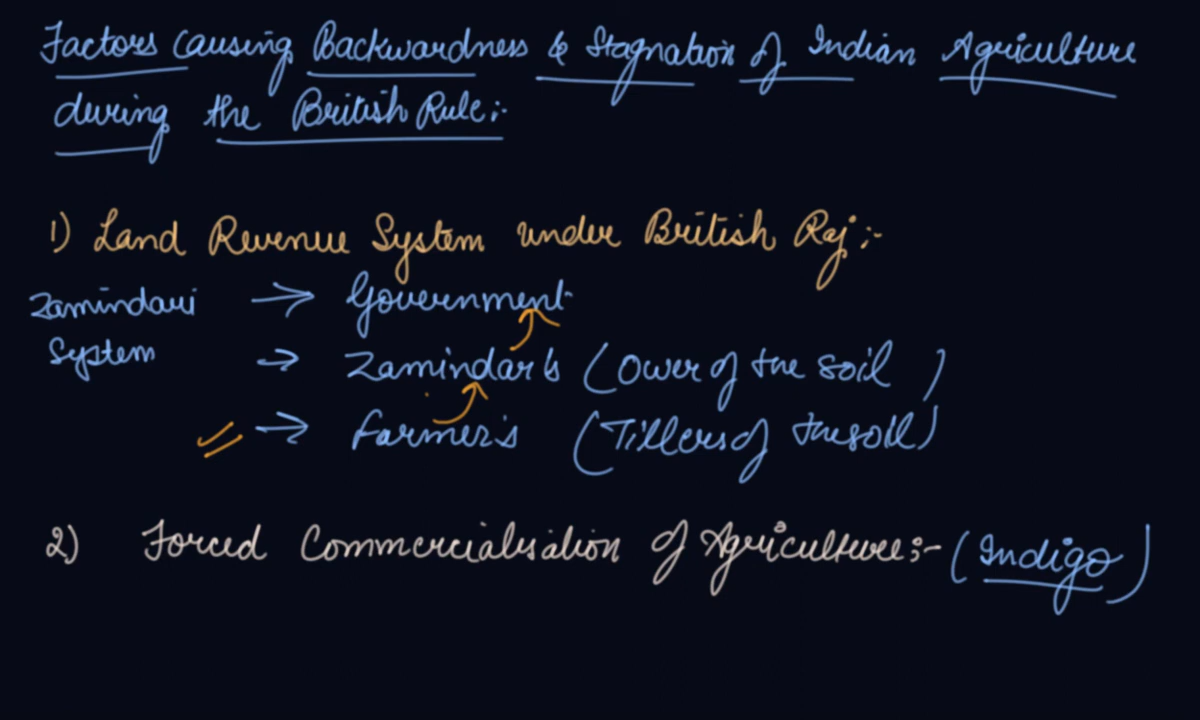 Factors causing Backwardness & Stagnation of Indian Agriculture
during the British Rule:-
1) Land Revenue System under British Raj:-
Zamindari → Government
System → Zamindar's (Ower of the soil)
→ Farmer's (Tillers of the soil)
2) Forced Commercialisation of Agriculture:- (Indigo)